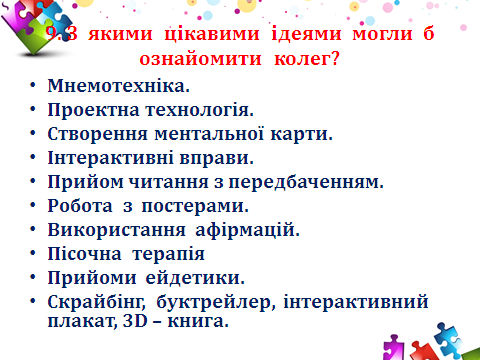 9. З якими цікавими ідеями могли б
ознайомити колег?
• Мнемотехніка.
• Проектна технологія.
• Створення ментальної карти.
• Інтерактивні вправи.
• Прийом читання з передбаченням.
• Робота з постерами.
• Використання афірмацій.
• Пісочна терапія
• Прийоми ейдетики.
• Скрайбінг, буктрейлер, інтерактивний
плакат, 3D – книга.